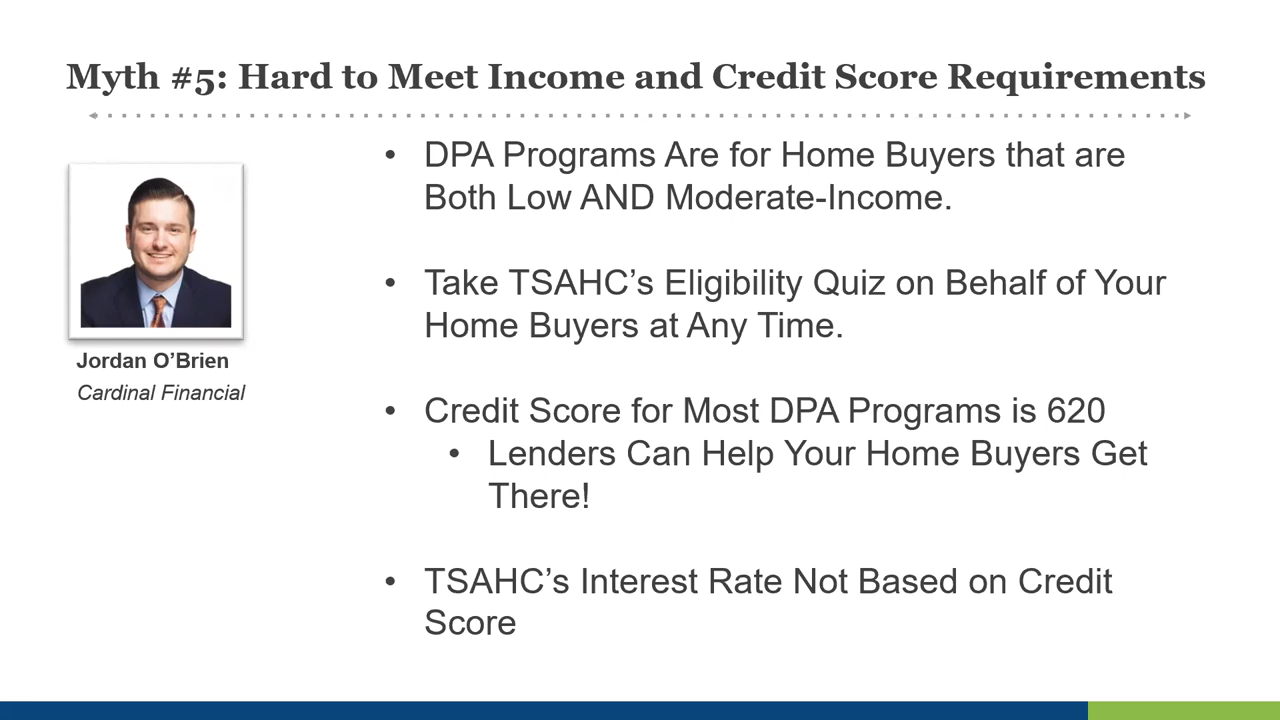 Myth #5: Hard to Meet Income and Credit Score Requirements
Jordan O’Brien
Cardinal Financial
• DPA Programs Are for Home Buyers that are
Both Low AND Moderate-Income.
• Take TSAHC’s Eligibility Quiz on Behalf of Your
Home Buyers at Any Time.
• Credit Score for Most DPA Programs is 620
• Lenders Can Help Your Home Buyers Get
There!
• TSAHC’s Interest Rate Not Based on Credit
Score